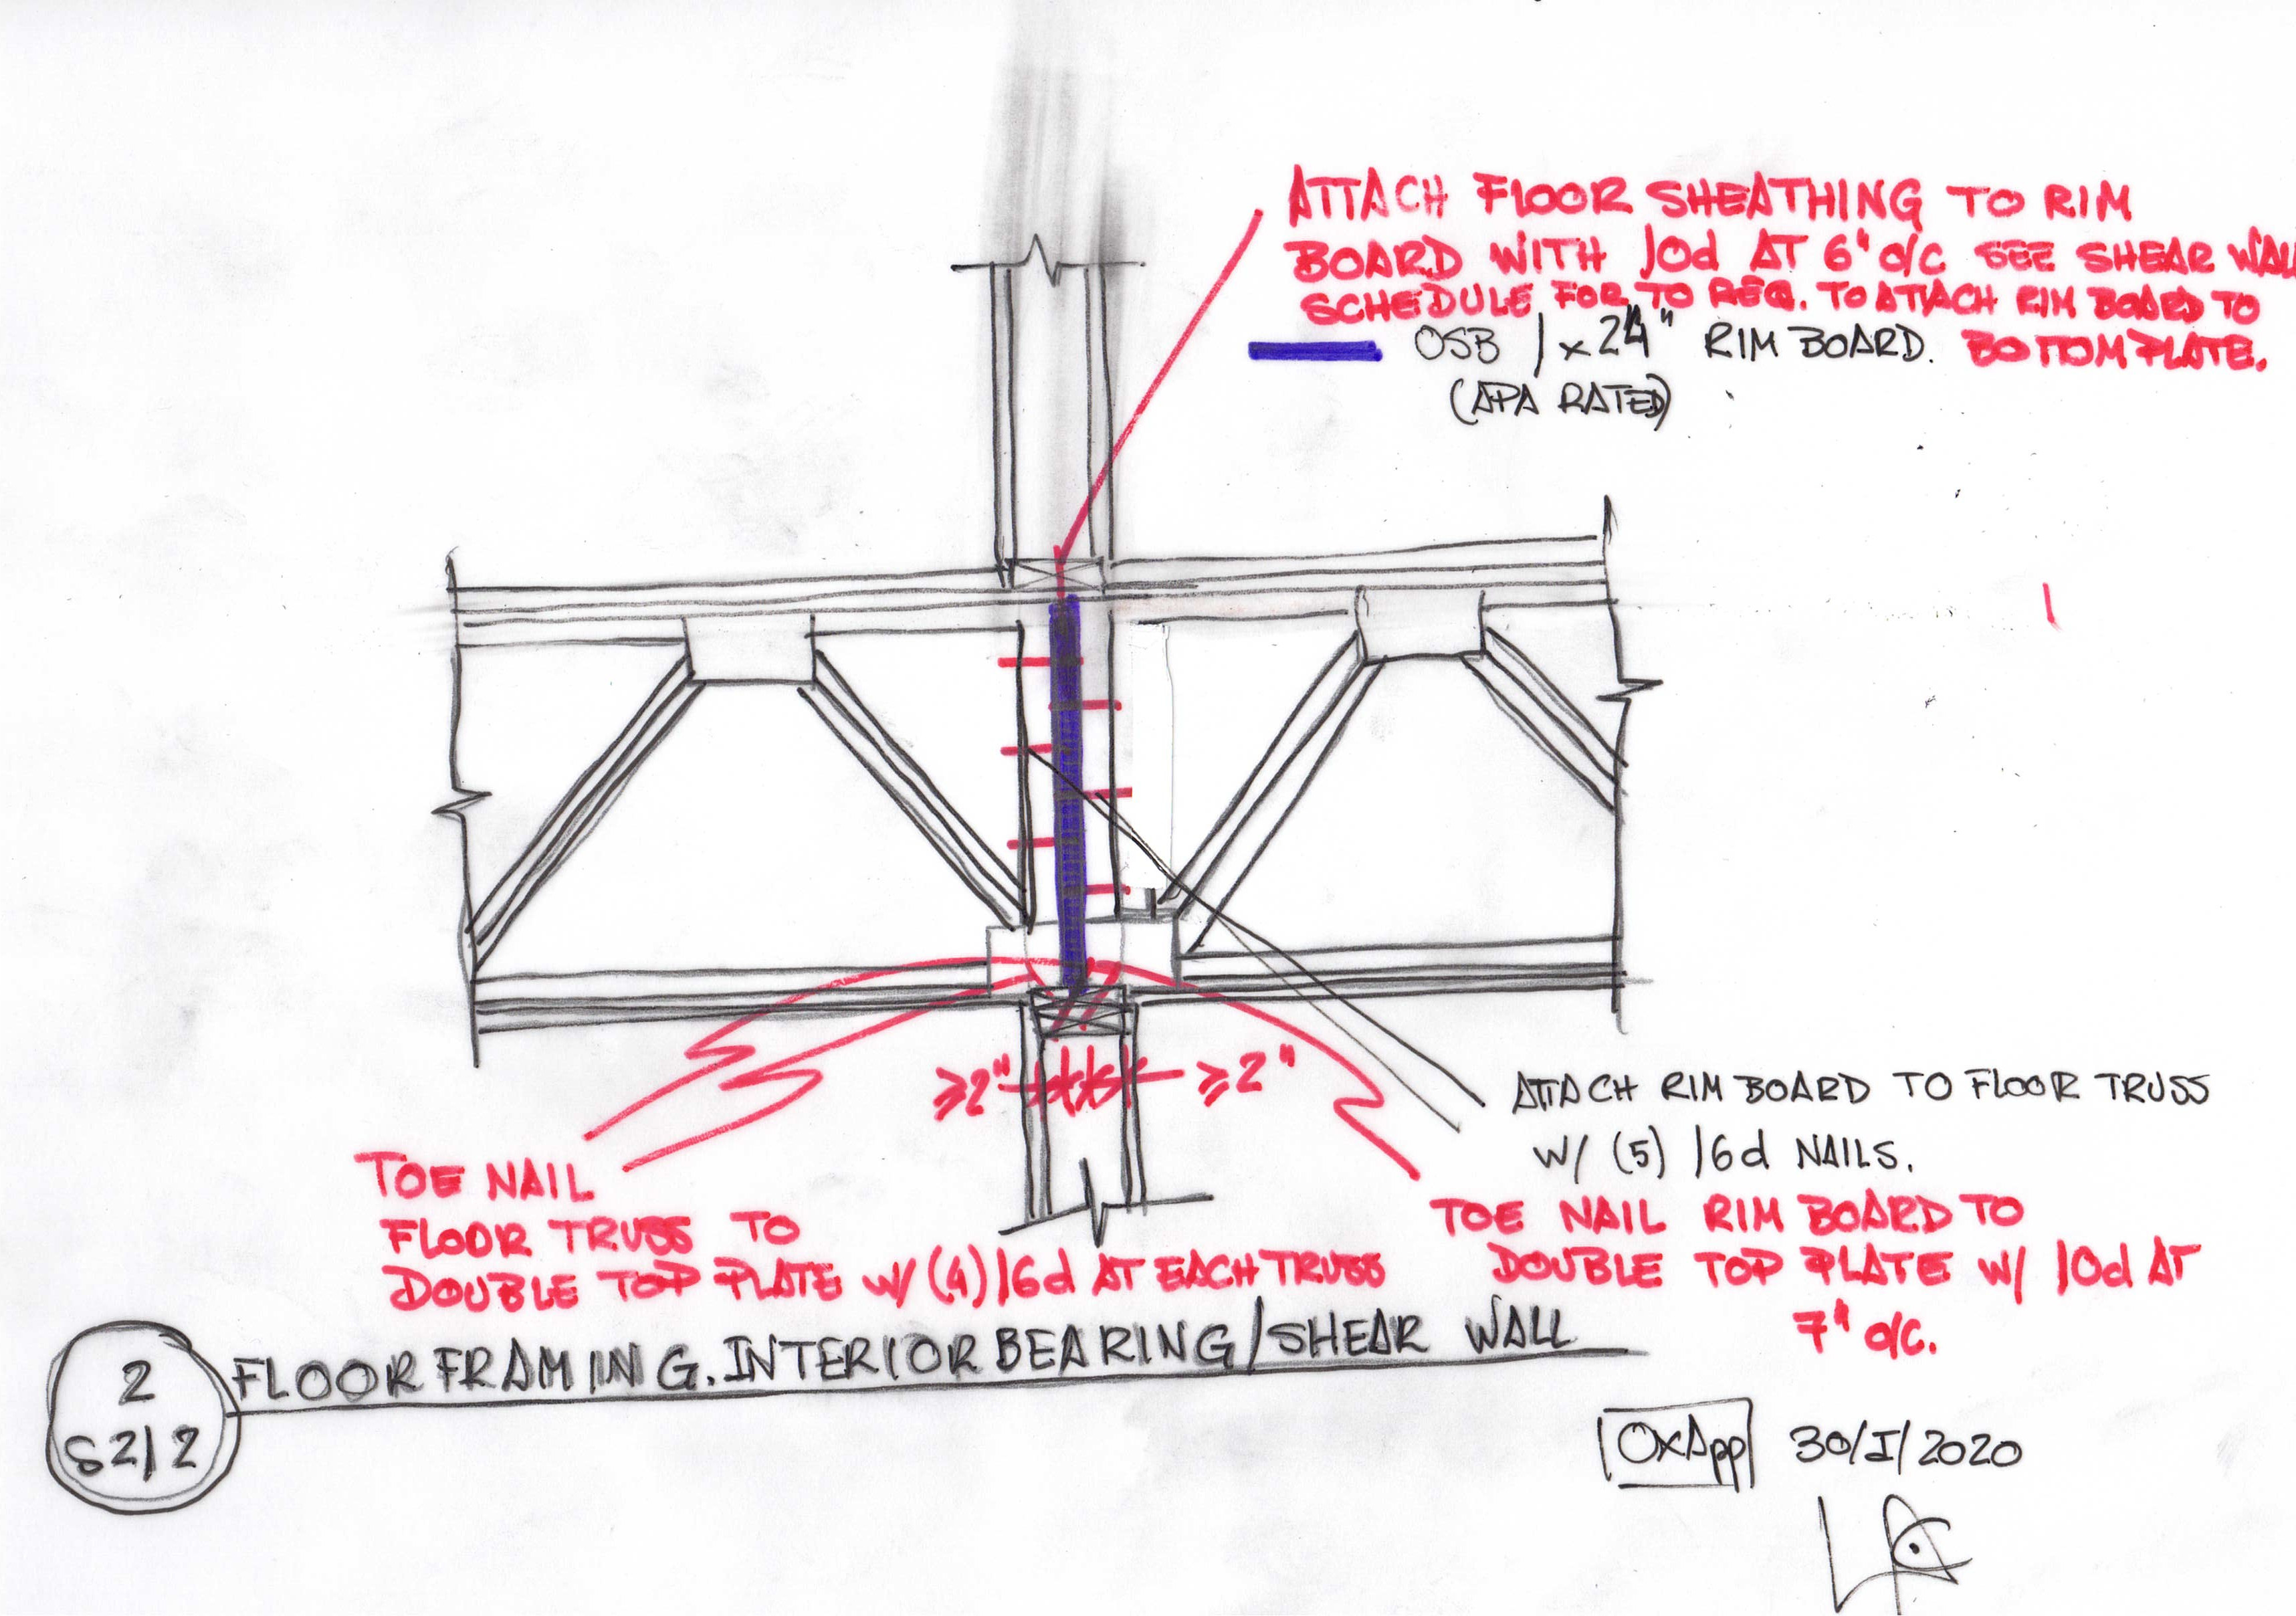 ATTACH FLOOR SHEATHING TO RIM
BOARD WITH 10d AT 6" O/C SEE SHEAR WALL
SCHEDULE FOR TO REQ. TO ATTACH RIM BOARD TO
BOTTOM PLATE.
OSB 1x24" RIM BOARD.
(APA RATED)
≥2" ≥2"
ATTACH RIM BOARD TO FLOOR TRUSS
W/ (5) 16d NAILS.
TOE NAIL
FLOOR TRUSS TO
DOUBLE TOP PLATE W/ (4) 16d AT EACH TRUSS
TOE NAIL RIM BOARD TO
DOUBLE TOP PLATE W/ 10d AT
7" O/C.
2
S2/2
FLOOR FRAMING. INTERIOR BEARING/SHEAR WALL
OxApp 30/I/2020